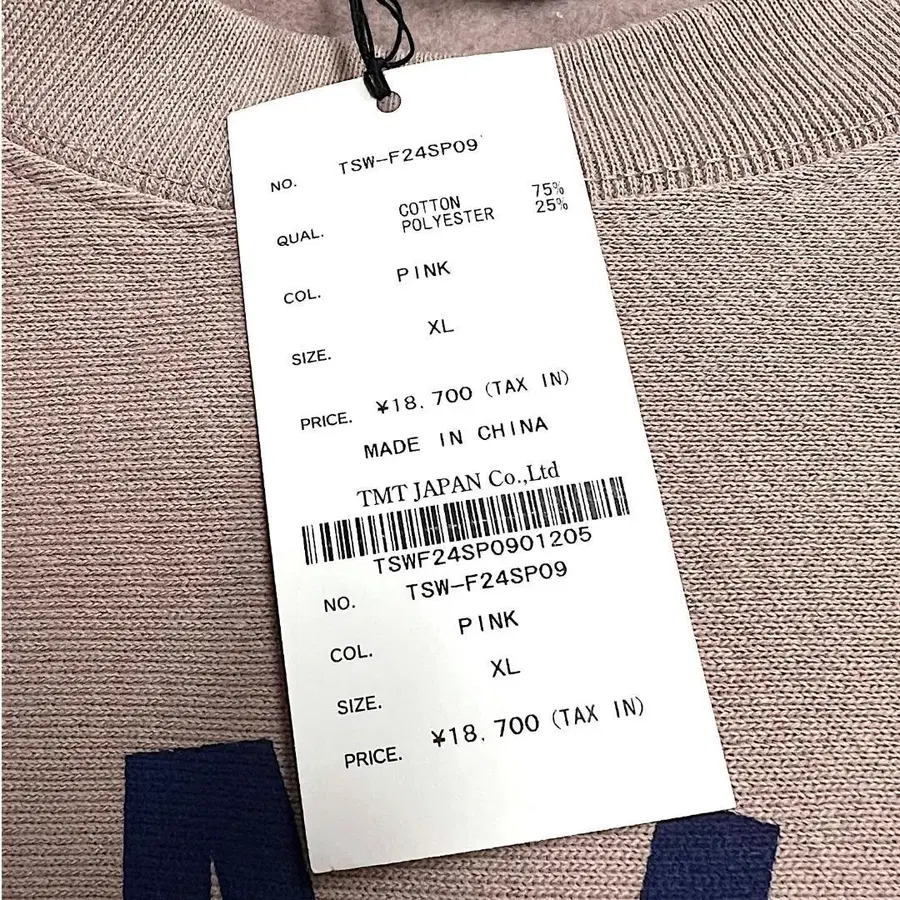 NO. TSW-F24SP09
QUAL. COTTON 75%
POLYESTER 25%
COL. PINK
SIZE. XL
PRICE. ¥18.700 (TAX IN)
MADE IN CHINA
TMT JAPAN Co.,Ltd
TSWF24SP0901205
NO. TSW-F24SP09
COL. PINK
SIZE. XL
PRICE. ¥18.700 (TAX IN)